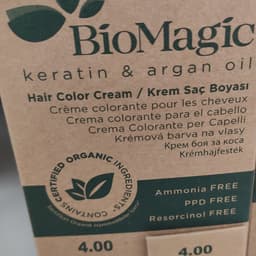 BioMagic
keratin & argan oil
Hair Color Cream / Krem Saç Boyası
Crème colorante pour les cheveux
Crema colorante para el cabello
Crema Colorante per Capelli
Krémová barva na vlasy
Крем боя за коса
Krémhajfesték
CONTAINS CERTIFIED ORGANIC INGREDIENTS
Ammonia FREE
PPD FREE
Resorcinol FREE
4.00
4.00